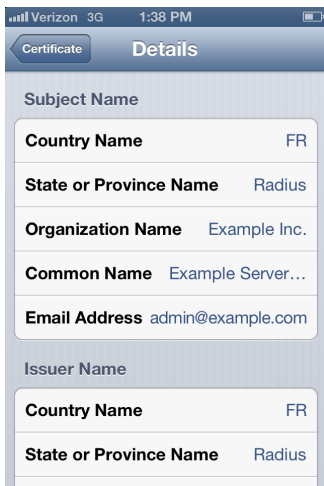 Verizon 3G 1:38 PM
Certificate Details
Subject Name
Country Name FR
State or Province Name Radius
Organization Name Example Inc.
Common Name Example Server...
Email Address admin@example.com
Issuer Name
Country Name FR
State or Province Name Radius